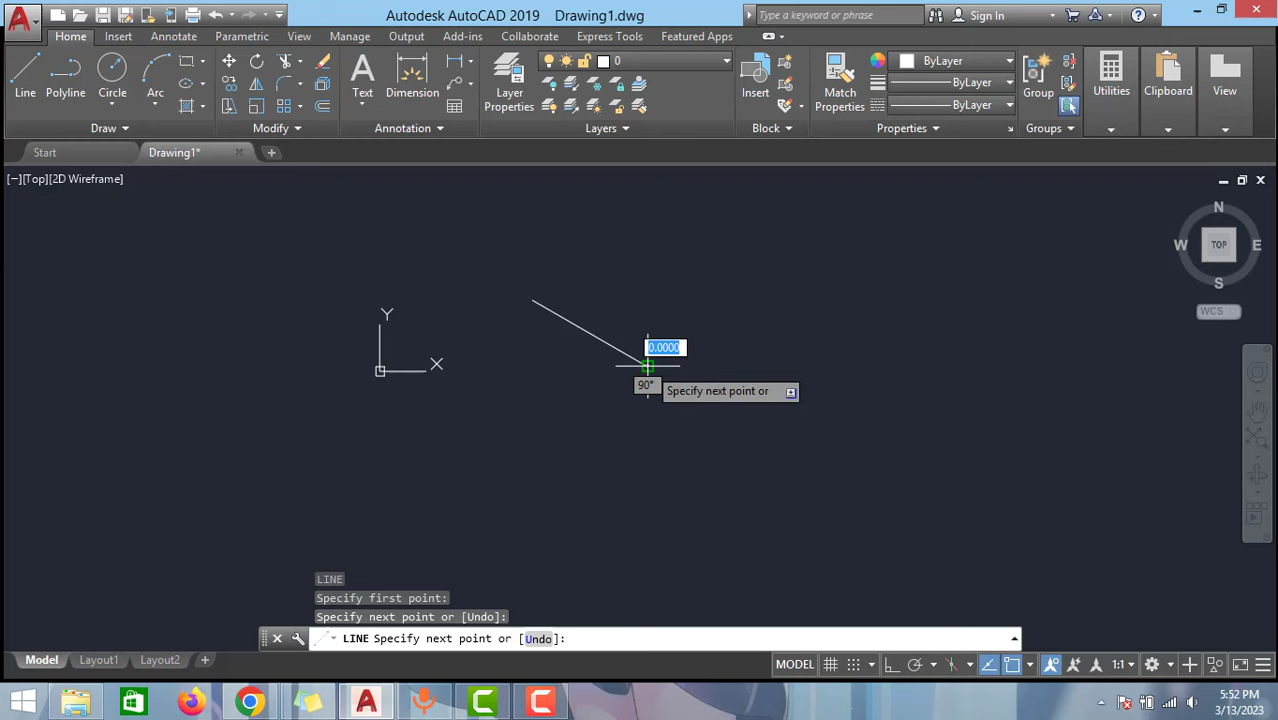 Autodesk AutoCAD 2019 Drawing1.dwg
Type a keyword or phrase
Sign In
Home Insert Annotate Parametric View Manage Output Add-ins Collaborate Express Tools Featured Apps
Line Polyline Circle Arc
Text Dimension
Layer Properties
0
Insert
Match Properties
ByLayer
ByLayer
ByLayer
Group
Utilities
Clipboard
View
Draw Modify Annotation Layers Block Properties Groups
Start Drawing1*
[−][Top][2D Wireframe]
N
W TOP E
S
WCS
Y
X
0.0000
90°
Specify next point or
LINE
Specify first point:
Specify next point or [Undo]:
LINE Specify next point or [Undo]:
Model Layout1 Layout2
MODEL
1:1
5:52 PM
3/13/2023